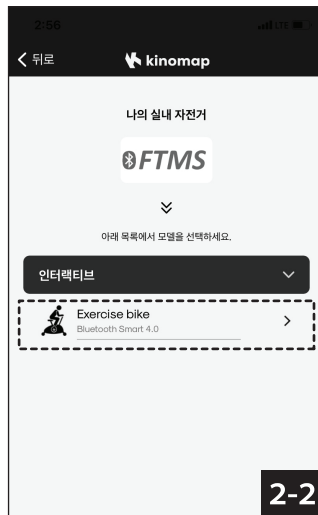 2:56
LTE
뒤로
kinomap
나의 실내 자전거
FTMS
아래 목록에서 모델을 선택하세요.
인터랙티브
Exercise bike
Bluetooth Smart 4.0
2-2